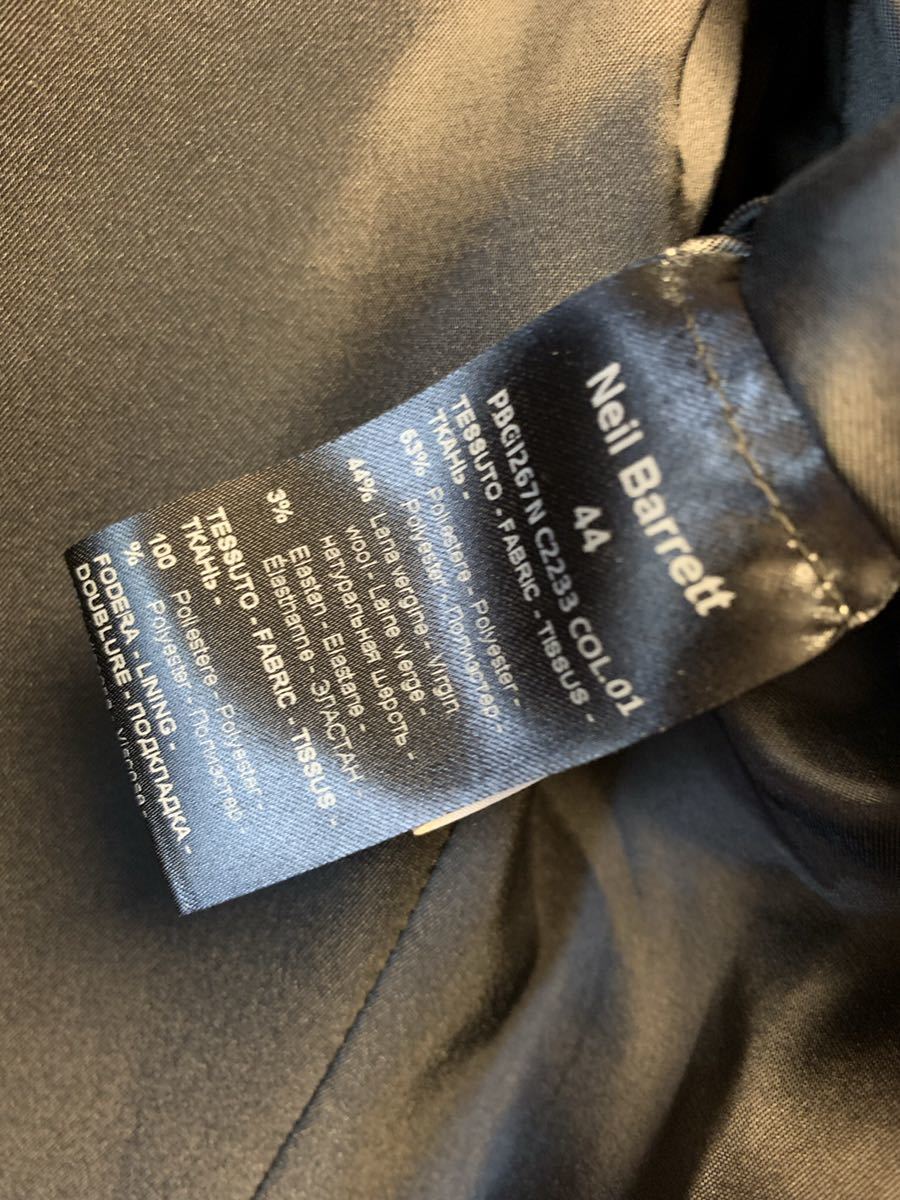 Neil Barrett
44
PBGI267N C2233 COL.01
TESSUTO - FABRIC - TISSUS -
ТКАНЬ -
53% Poliestere - Polyester -
Polyester - полиэстер -
44% Lana vergine - Virgin
wool - Laine vierge -
натуральная шерсть -
3% Elastan - Elastane -
Élasthanne - ЭЛАСТАН -
TESSUTO - FABRIC - TISSUS -
ТКАНЬ -
100 Poliestere - Polyester -
% Polyester - полиэстер -
FODERA - LINING -
DOUBLURE - ПОДКЛАДКА -